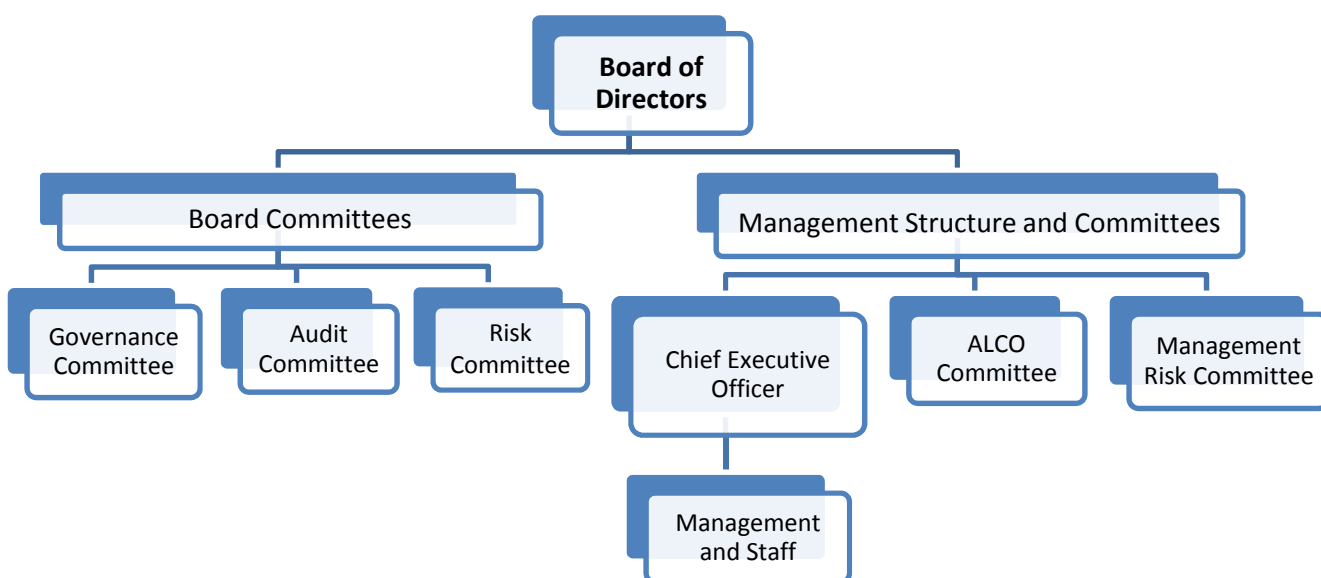 Board of
Directors
Board Committees
Management Structure and Committees
Governance
Committee
Audit
Committee
Risk
Committee
Chief Executive
Officer
ALCO
Committee
Management
Risk Committee
Management
and Staff